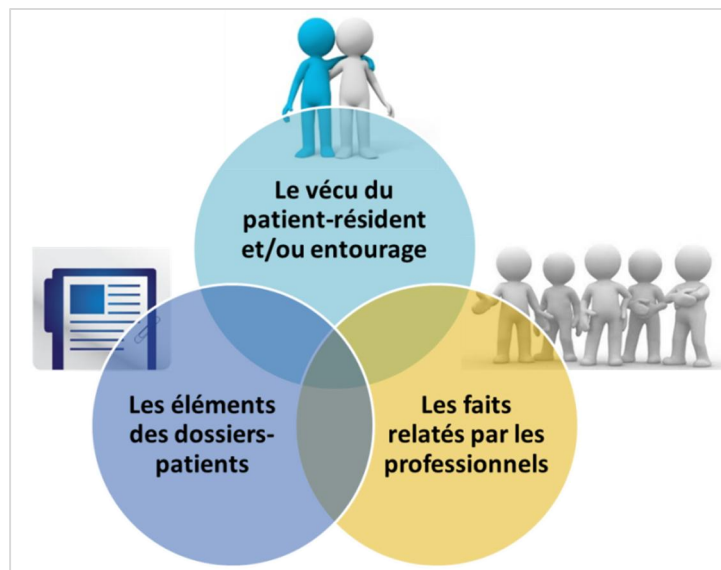 Le vécu du
patient-résident
et/ou entourage
Les éléments
des dossiers-
patients
Les faits
relatés par les
professionnels